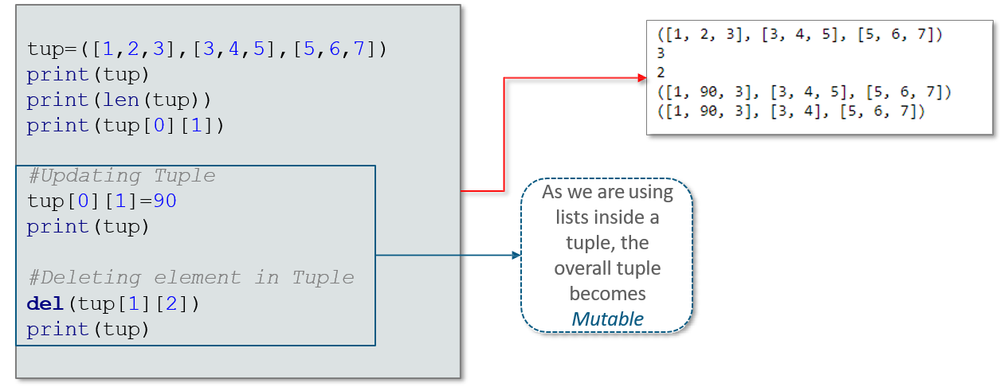 tup=([1,2,3],[3,4,5],[5,6,7])
print(tup)
print(len(tup))
print(tup[0][1])
#Updating Tuple
tup[0][1]=90
print(tup)
#Deleting element in Tuple
del(tup[1][2])
print(tup)
([1, 2, 3], [3, 4, 5], [5, 6, 7])
3
2
([1, 90, 3], [3, 4, 5], [5, 6, 7])
([1, 90, 3], [3, 4], [5, 6, 7])
As we are using
lists inside a
tuple, the
overall tuple
becomes
Mutable